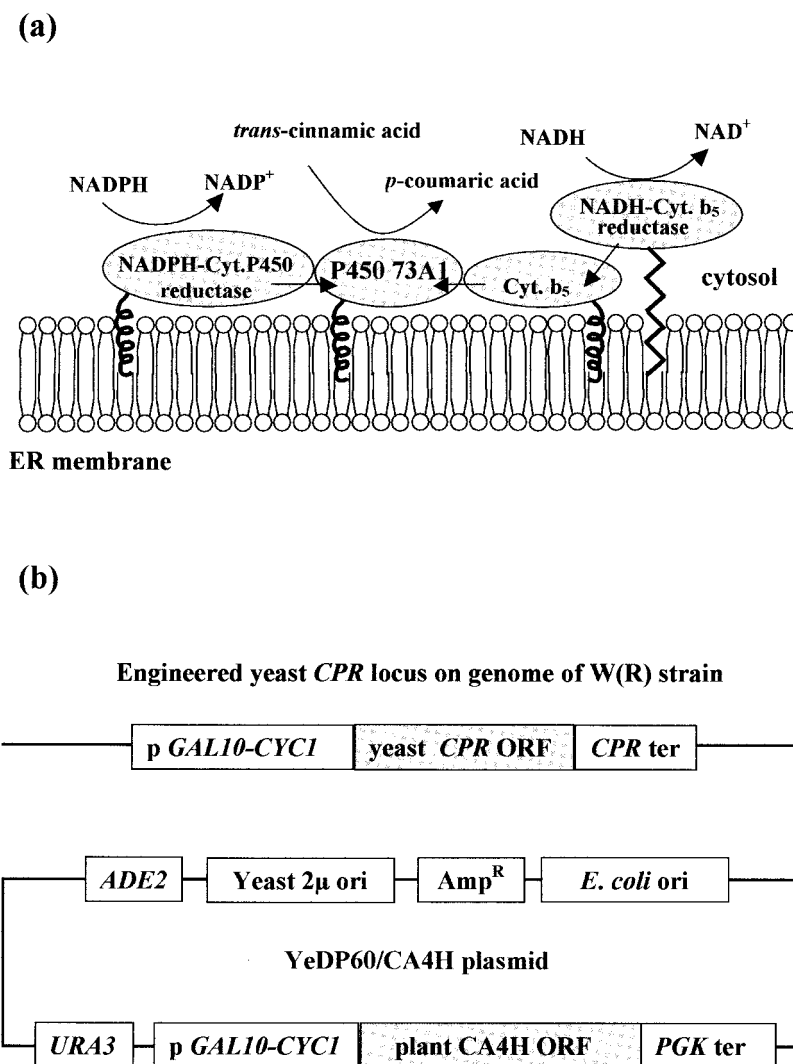 (a)
trans-cinnamic acid
NADH
NAD⁺
NADPH
NADP⁺
p-coumaric acid
NADH-Cyt. b₅
reductase
NADPH-Cyt.P450
reductase
P450 73A1
Cyt. b₅
cytosol
ER membrane
(b)
Engineered yeast CPR locus on genome of W(R) strain
p GAL10-CYC1
yeast CPR ORF
CPR ter
ADE2
Yeast 2μ ori
Ampᴿ
E. coli ori
YeDP60/CA4H plasmid
URA3
p GAL10-CYC1
plant CA4H ORF
PGK ter